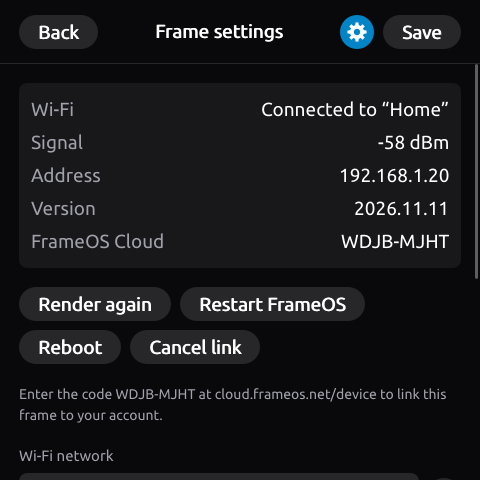 Back
Frame settings
Save
Wi-Fi
Connected to “Home”
Signal
-58 dBm
Address
192.168.1.20
Version
2026.11.11
FrameOS Cloud
WDJB-MJHT
Render again
Restart FrameOS
Reboot
Cancel link
Enter the code WDJB-MJHT at cloud.frameos.net/device to link this
frame to your account.
Wi-Fi network